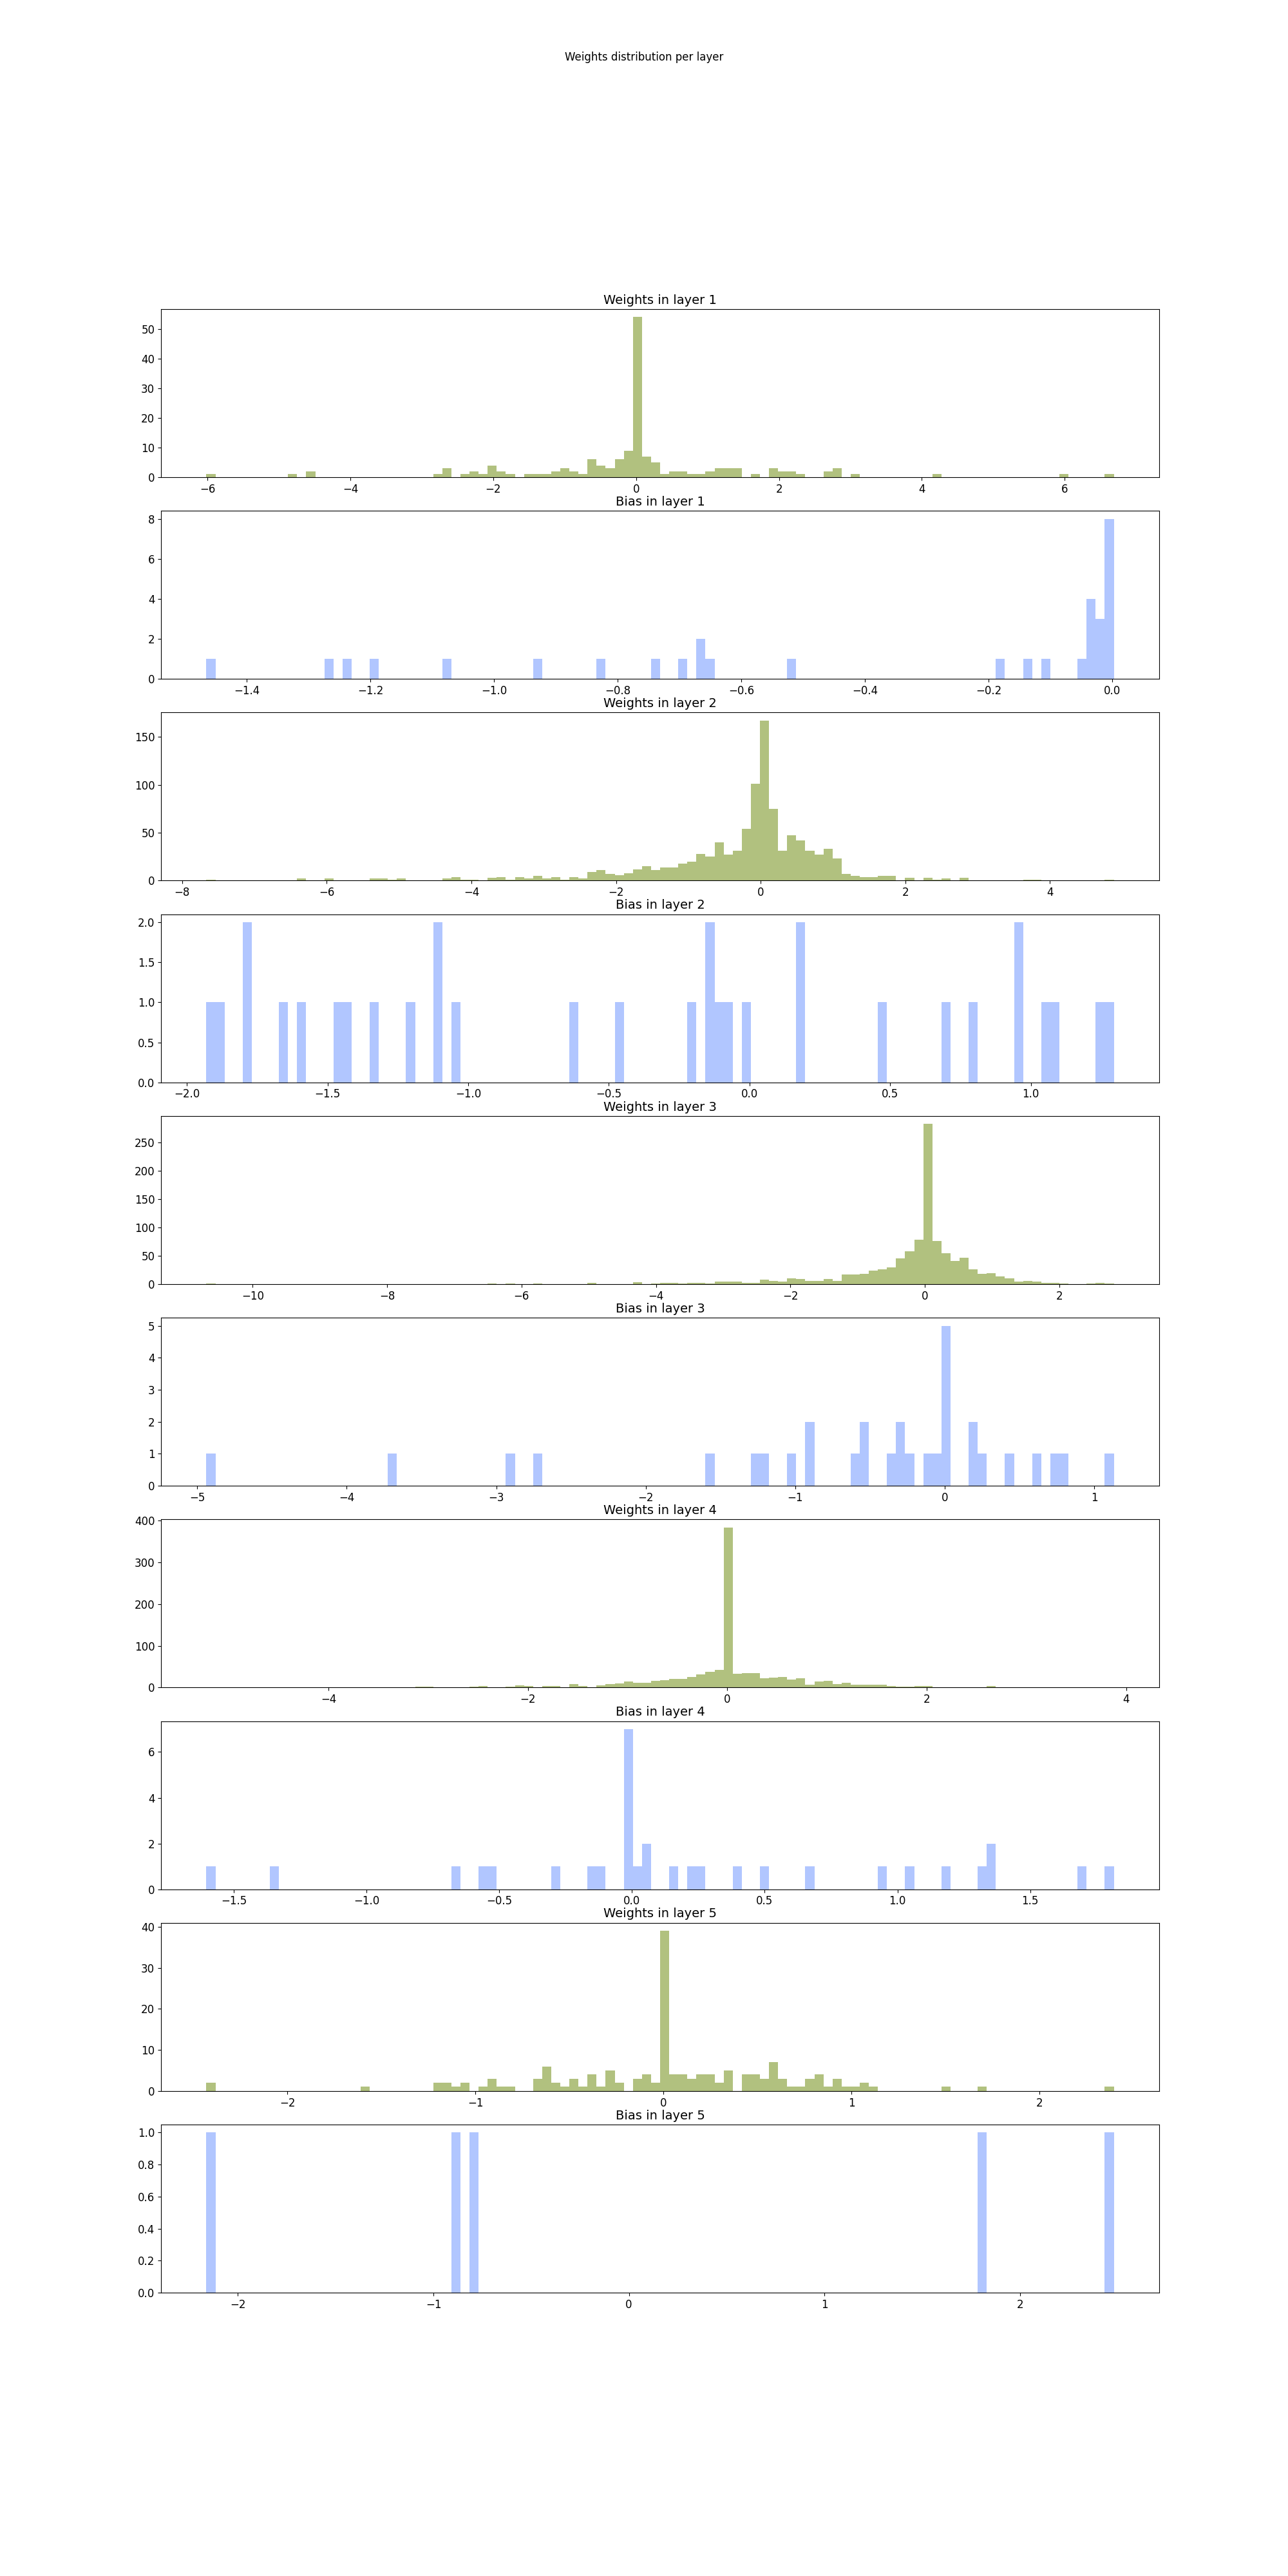 Weights distribution per layer
Weights in layer 1
50
40
30
20
10
0
−6 −4 −2 0 2 4 6
Bias in layer 1
8
6
4
2
0
−1.4 −1.2 −1.0 −0.8 −0.6 −0.4 −0.2 0.0
Weights in layer 2
150
100
50
0
−8 −6 −4 −2 0 2 4
Bias in layer 2
2.0
1.5
1.0
0.5
0.0
−2.0 −1.5 −1.0 −0.5 0.0 0.5 1.0
Weights in layer 3
250
200
150
100
50
0
−10 −8 −6 −4 −2 0 2
Bias in layer 3
5
4
3
2
1
0
−5 −4 −3 −2 −1 0 1
Weights in layer 4
400
300
200
100
0
−4 −2 0 2 4
Bias in layer 4
6
4
2
0
−1.5 −1.0 −0.5 0.0 0.5 1.0 1.5
Weights in layer 5
40
30
20
10
0
−2 −1 0 1 2
Bias in layer 5
1.0
0.8
0.6
0.4
0.2
0.0
−2 −1 0 1 2